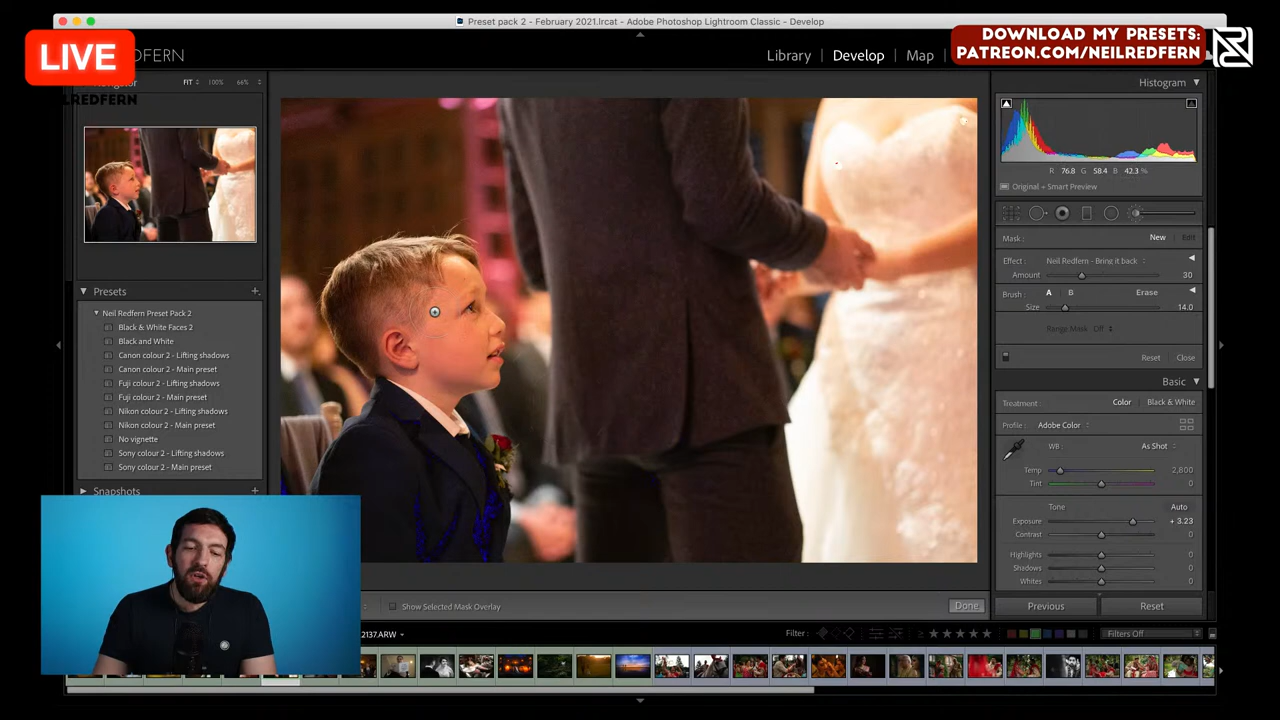 Preset pack 2 - February 2021.lrcat - Adobe Photoshop Lightroom Classic - Develop
LIVE
DOWNLOAD MY PRESETS:
PATREON.COM/NEILREDFERN
REDFERN
Library | Develop | Map |
FIT 100% 66%
Histogram
LREDFERN
R 76.8 G 58.4 B 42.3 %
Original + Smart Preview
Mask : New Edit
Effect : Neil Redfern - Bring it back
Amount 30
Brush : A B Erase
Size 14.0
Range Mask : Off
Reset Close
Presets
Neil Redfern Preset Pack 2
Black & White Faces 2
Black and White
Canon colour 2 - Lifting shadows
Canon colour 2 - Main preset
Fuji colour 2 - Lifting shadows
Fuji colour 2 - Main preset
Nikon colour 2 - Lifting shadows
Nikon colour 2 - Main preset
No vignette
Sony colour 2 - Lifting shadows
Sony colour 2 - Main preset
Snapshots
Basic
Treatment : Color Black & White
Profile : Adobe Color
WB : As Shot
Temp 2,800
Tint 0
Tone Auto
Exposure + 3.23
Contrast 0
Highlights 0
Shadows 0
Whites 0
Show Selected Mask Overlay
Done
Previous Reset
2137.ARW
Filter :
Filters Off